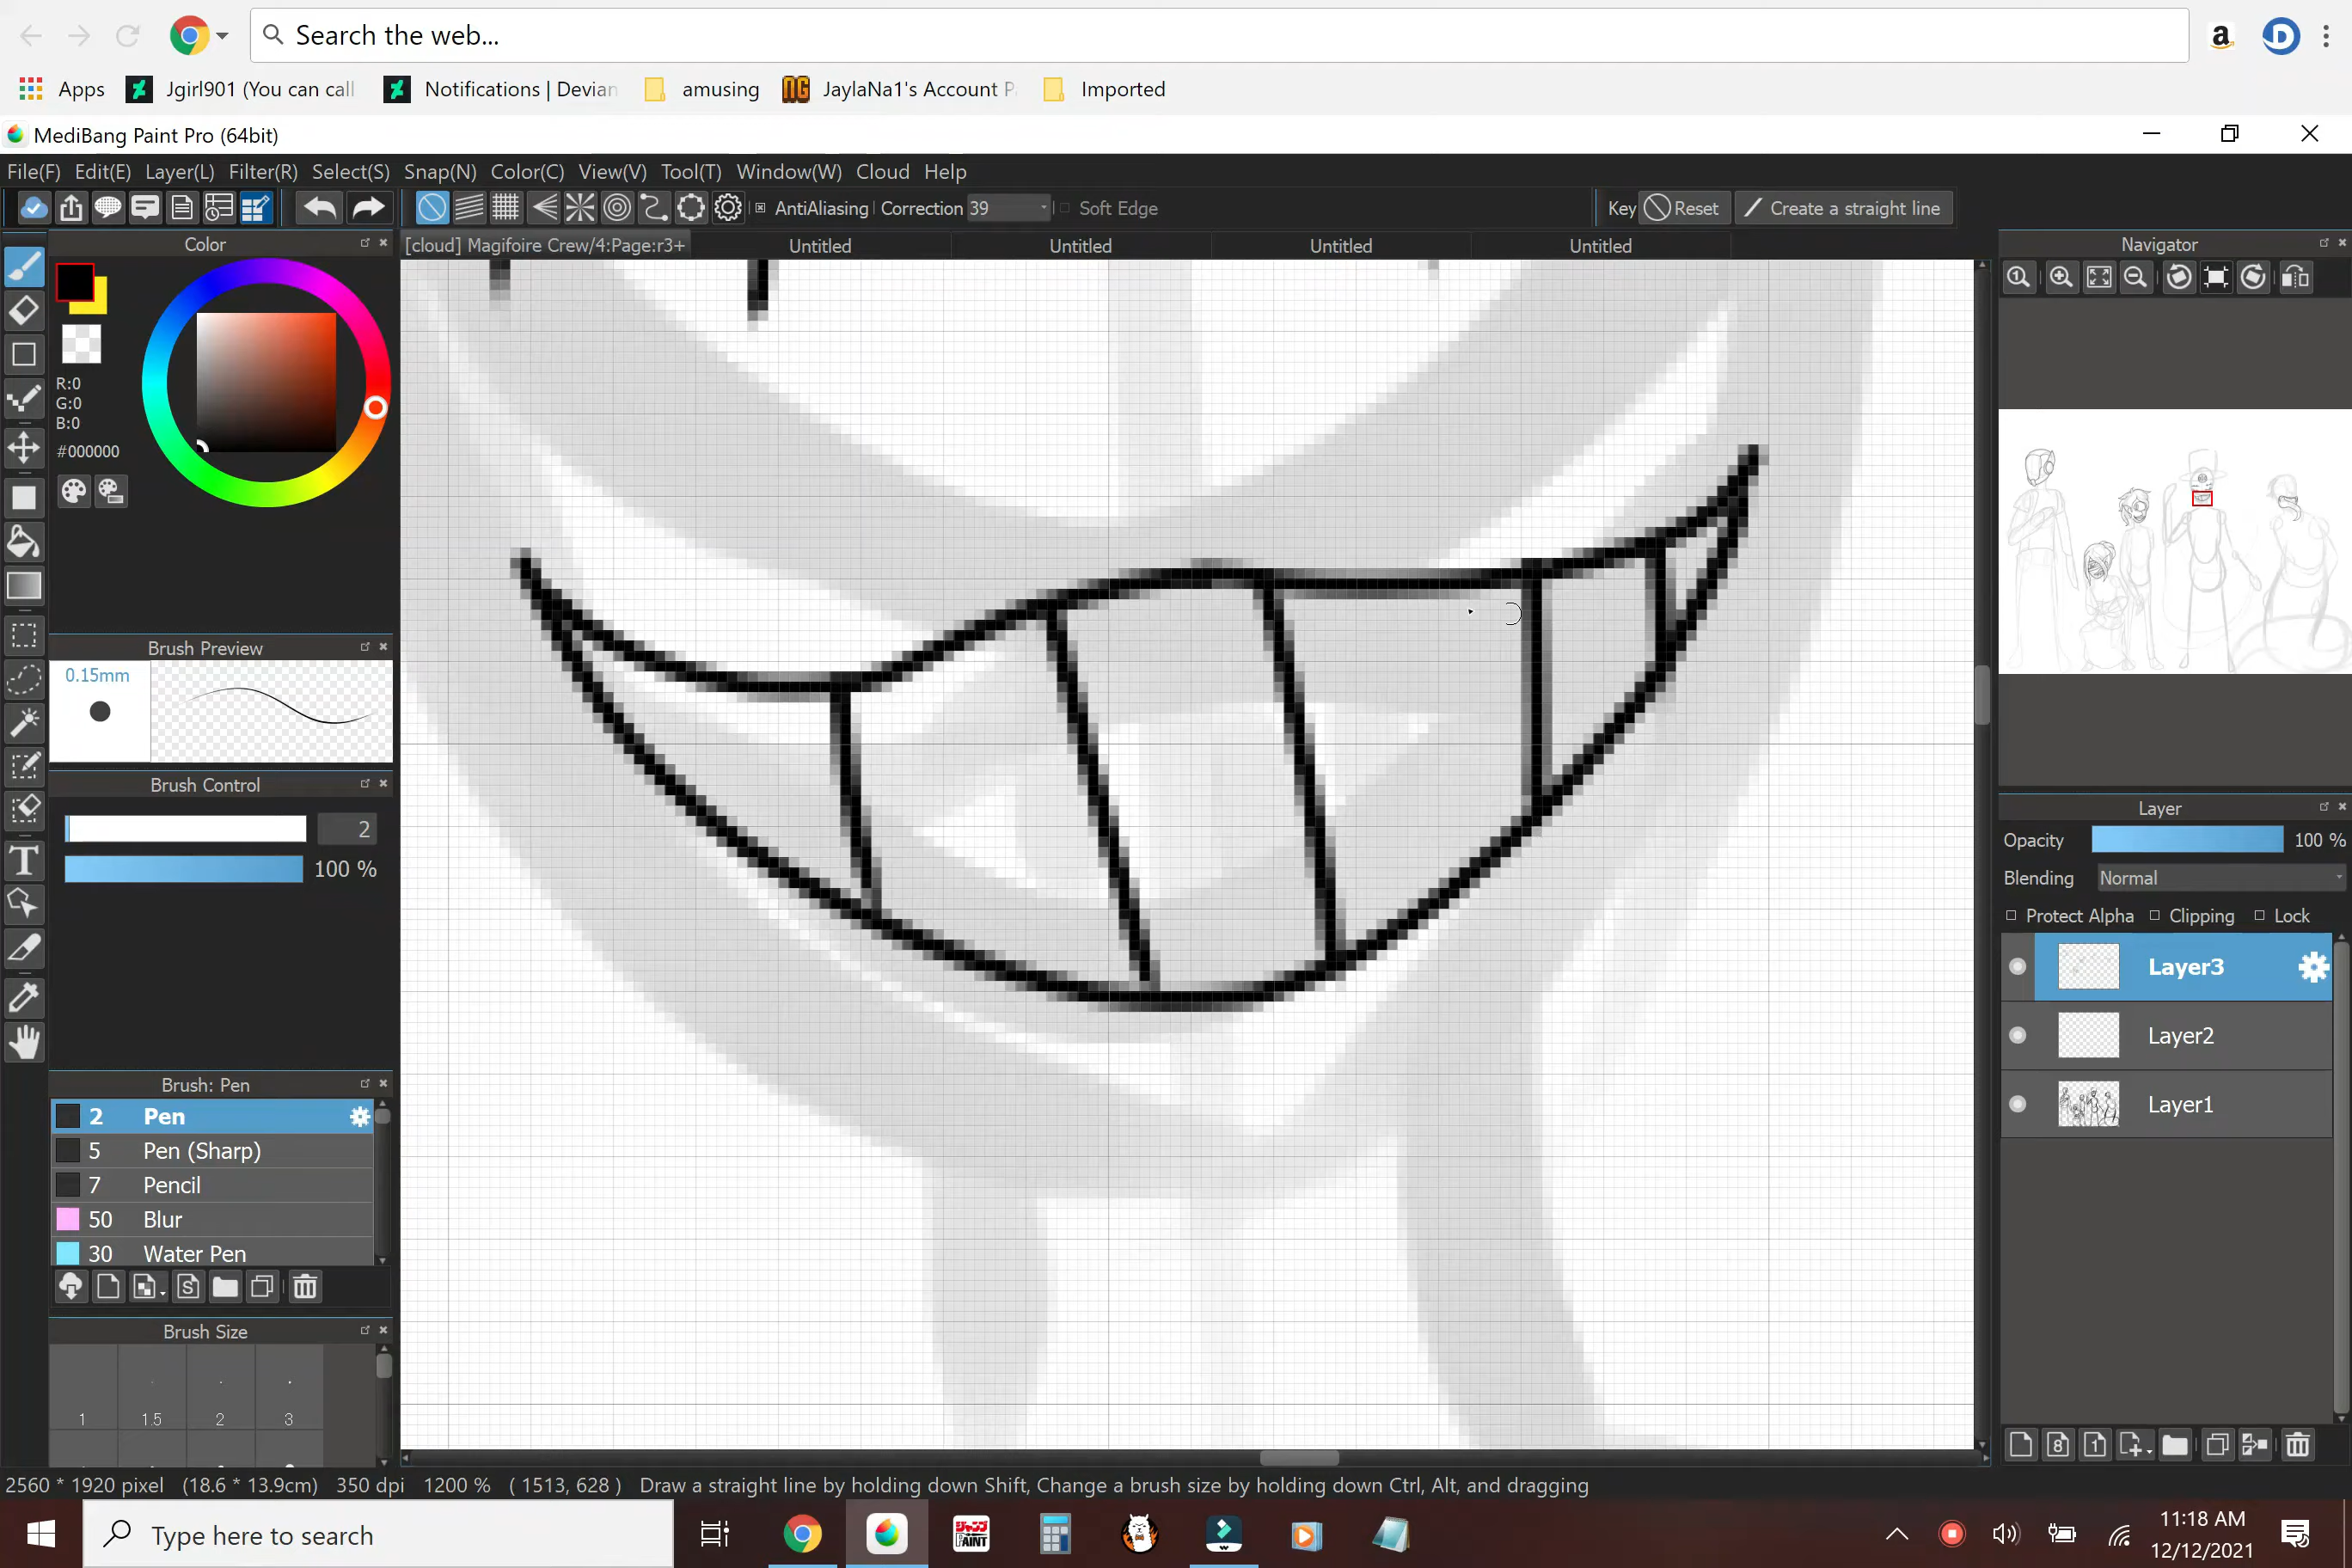 Search the web...
Apps
Jgirl901 (You can call
Notifications | Devian
amusing
JaylaNa1's Account P
Imported
MediBang Paint Pro (64bit)
File(F) Edit(E) Layer(L) Filter(R) Select(S) Snap(N) Color(C) View(V) Tool(T) Window(W) Cloud Help
AntiAliasing Correction 39 Soft Edge Key Reset Create a straight line
Color
[cloud] Magifoire Crew/4:Page:r3+ Untitled Untitled Untitled Untitled
Navigator
R:0
G:0
B:0
#000000
Brush Preview
0.15mm
Brush Control
2
100 %
Brush: Pen
2 Pen
5 Pen (Sharp)
7 Pencil
50 Blur
30 Water Pen
Brush Size
1 1.5 2 3
Layer
Opacity 100 %
Blending Normal
Protect Alpha Clipping Lock
Layer3
Layer2
Layer1
2560 * 1920 pixel (18.6 * 13.9cm) 350 dpi 1200 % ( 1513, 628 ) Draw a straight line by holding down Shift, Change a brush size by holding down Ctrl, Alt, and dragging
Type here to search
ジャンプ
PAINT
11:18 AM
12/12/2021